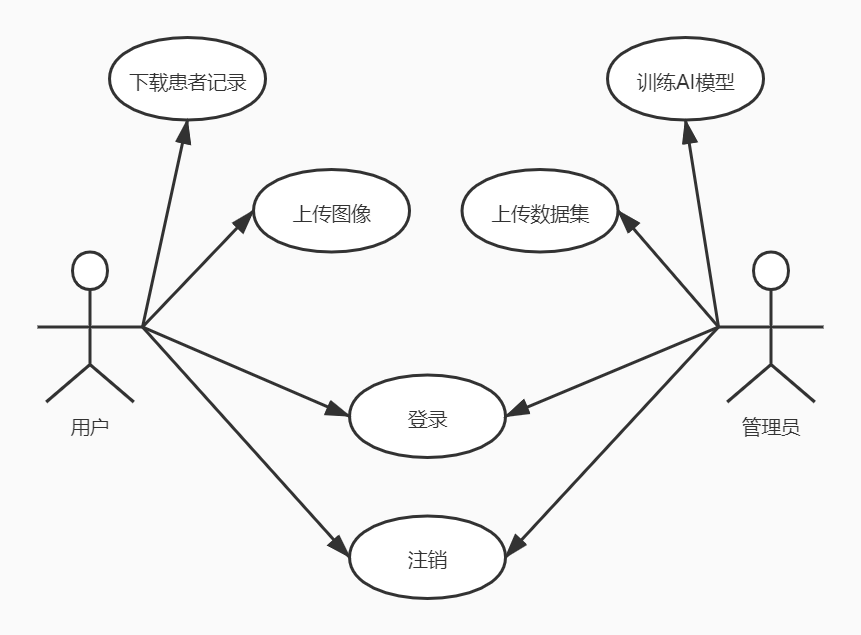 下载患者记录
训练AI模型
上传图像
上传数据集
登录
用户
管理员
注销